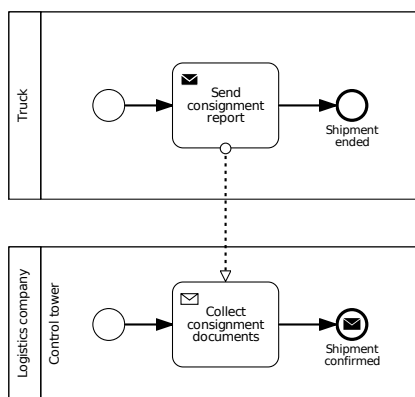 Truck
Send
consignment
report
Shipment
ended
Logistics company
Control tower
Collect
consignment
documents
Shipment
confirmed